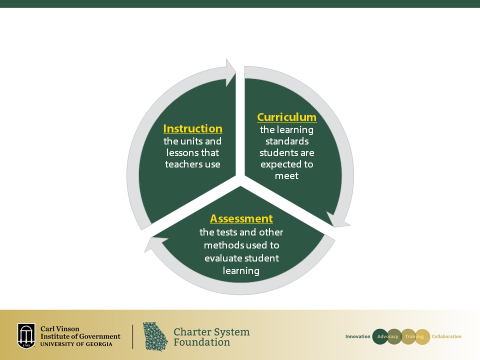 Instruction
the units and
lessons that
teachers use
Curriculum
the learning
standards
students are
expected to
meet
Assessment
the tests and other
methods used to
evaluate student
learning
Carl Vinson
Institute of Government
UNIVERSITY OF GEORGIA
Charter System
Foundation
Innovation Advocacy Training Collaboration